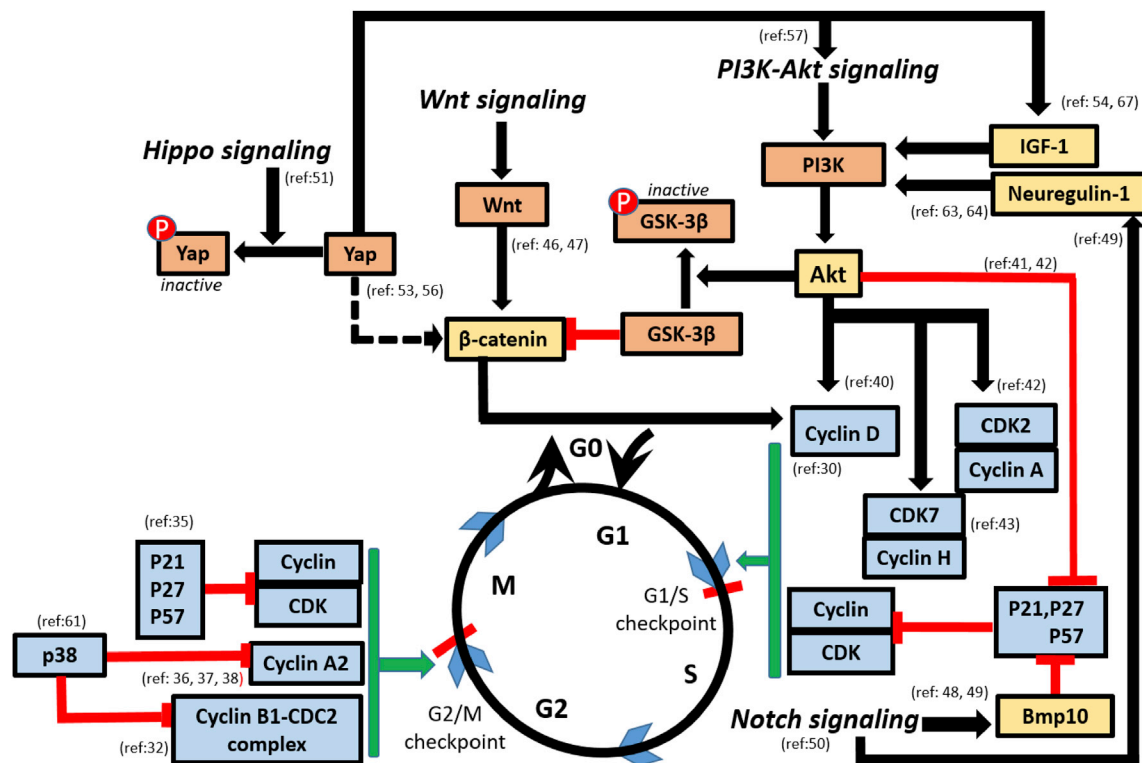 (ref:57)
PI3K-Akt signaling
Wnt signaling
(ref: 54, 67)
Hippo signaling
IGF-1
PI3K
(ref:51)
inactive
Neuregulin-1
P
Wnt
P
GSK-3β
(ref: 63, 64)
(ref:49)
Yap
Yap
(ref: 46, 47)
inactive
Akt
(ref:41, 42)
(ref: 53, 56)
β-catenin
GSK-3β
(ref:40)
(ref:42)
CDK2
Cyclin D
G0
Cyclin A
(ref:30)
CDK7
(ref:35)
(ref:43)
G1
P21
Cyclin
Cyclin H
P27
M
G1/S
checkpoint
CDK
P57
Cyclin
P21,P27
P57
(ref:61)
CDK
p38
Cyclin A2
S
(ref: 36, 37, 38)
(ref: 48, 49)
G2
Cyclin B1-CDC2
complex
G2/M
checkpoint
Notch signaling
Bmp10
(ref:32)
(ref:50)